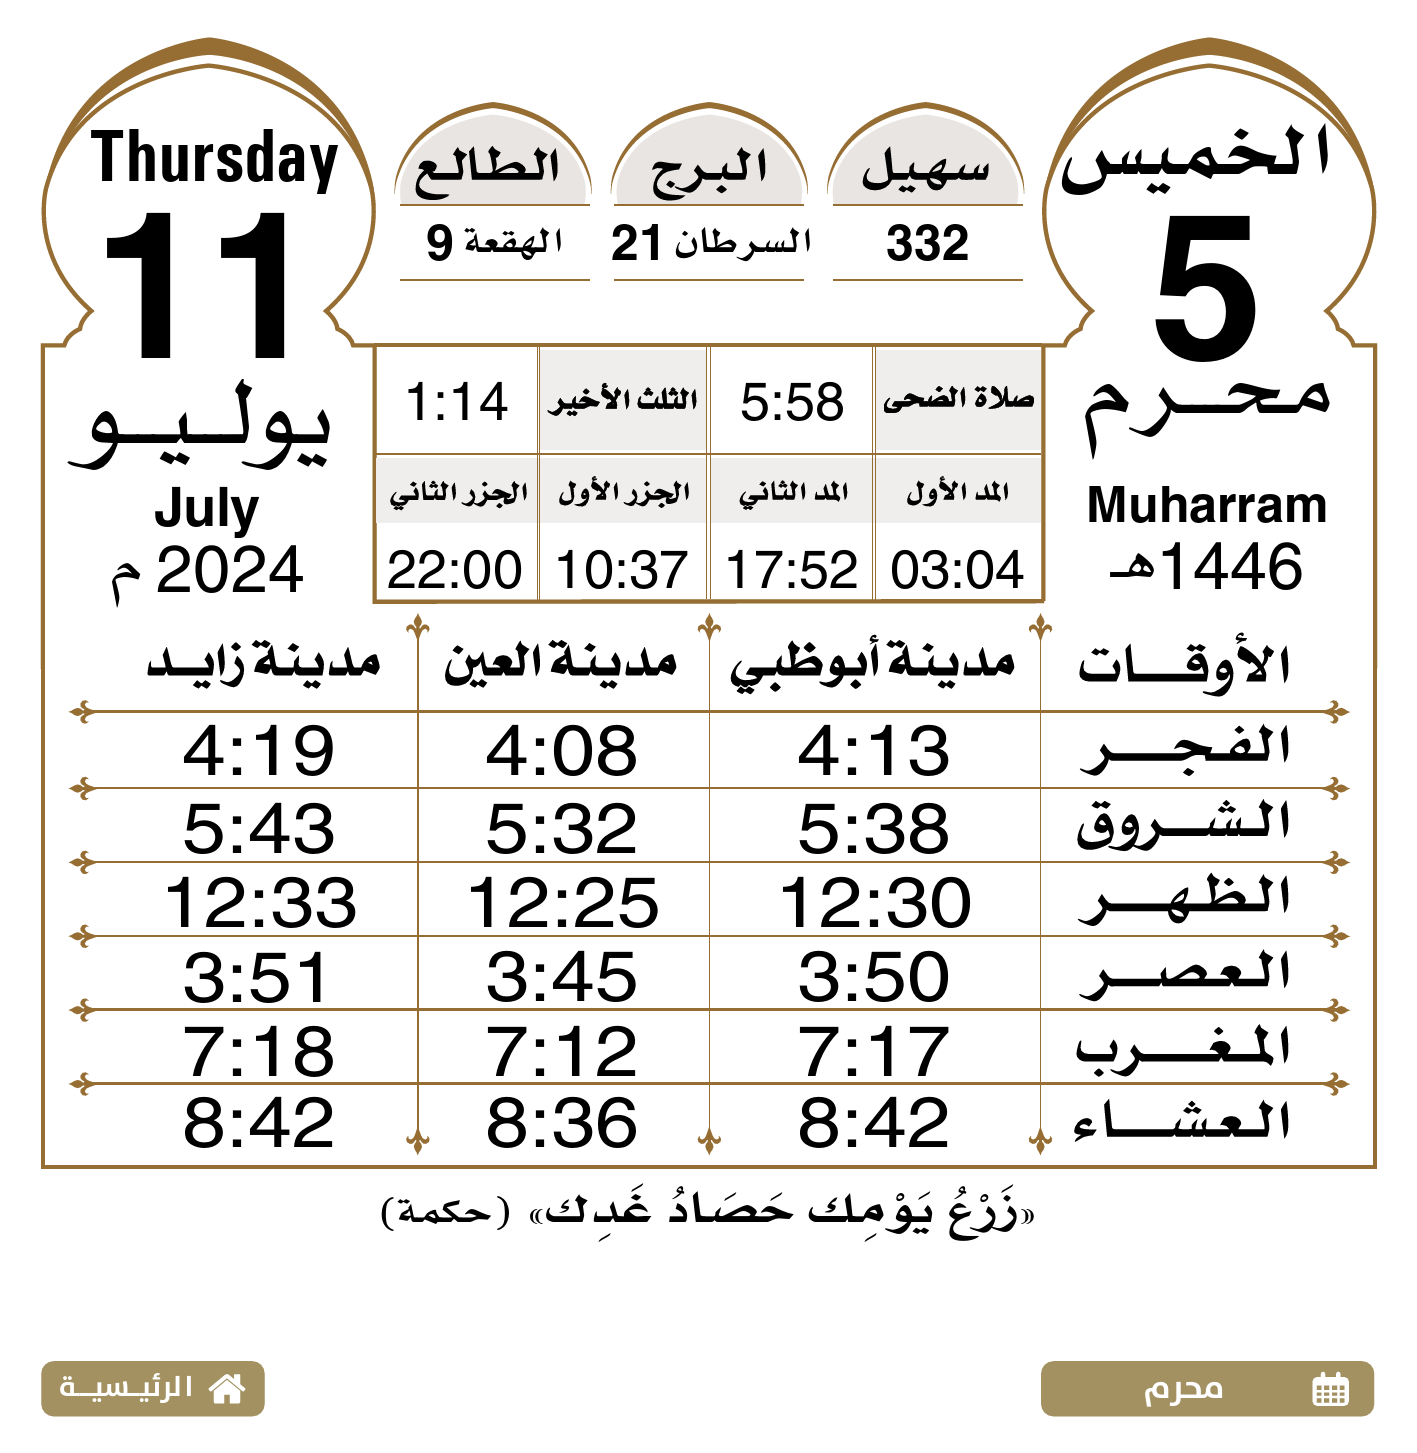 الخميس
5
محرم
Muharram
1446هـ
سهيل
332
البرج
السرطان 21
الطالع
الهقعة 9
Thursday
11
يوليو
July
2024 م
صلاة الضحى 5:58 الثلث الأخير 1:14
المد الأول المد الثاني الجزر الأول الجزر الثاني
03:04 17:52 10:37 22:00
الأوقات مدينة أبوظبي مدينة العين مدينة زايد
الفجر 4:13 4:08 4:19
الشروق 5:38 5:32 5:43
الظهر 12:30 12:25 12:33
العصر 3:50 3:45 3:51
المغرب 7:17 7:12 7:18
العشاء 8:42 8:36 8:42
«زَرْعُ يَوْمِك حَصَادُ غَدِك» (حكمة)
محرم
الرئيسية